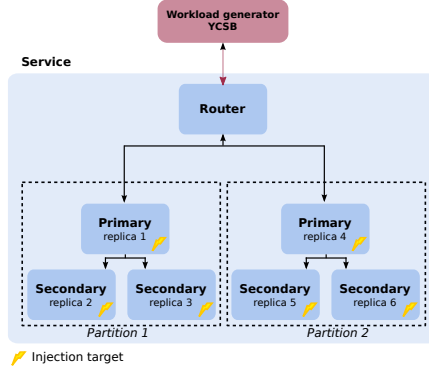 Workload generator
YCSB
Service
Router
Primary
replica 1
Primary
replica 4
Secondary
replica 2
Secondary
replica 3
Secondary
replica 5
Secondary
replica 6
Partition 1
Partition 2
Injection target